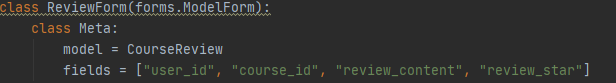 class ReviewForm(forms.ModelForm):
    class Meta:
        model = CourseReview
        fields = ["user_id", "course_id", "review_content", "review_star"]